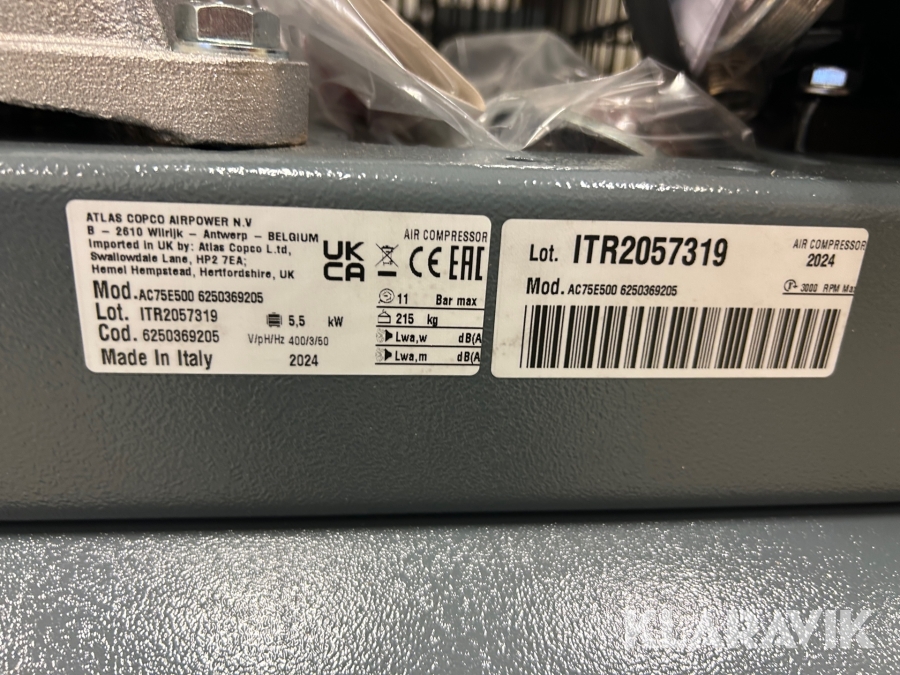 ATLAS COPCO AIRPOWER N.V
B - 2610 Wilrijk - Antwerp - BELGIUM
Imported in UK by: Atlas Copco L.td,
Swallowdale Lane, HP2 7EA;
Hemel Hempstead, Hertfordshire, UK
Mod. AC75E500 6250369205
Lot. ITR2057319
Cod. 6250369205
Made In Italy
5,5 kW
V/pH/Hz 400/3/50
2024
UK
CA
AIR COMPRESSOR
CE EAC
11 Bar max
215 kg
Lwa,w dB(A
Lwa,m dB(A
Lot. ITR2057319
AIR COMPRESSOR
2024
Mod. AC75E500 6250369205
3000 RPM Max
KLARAVIK